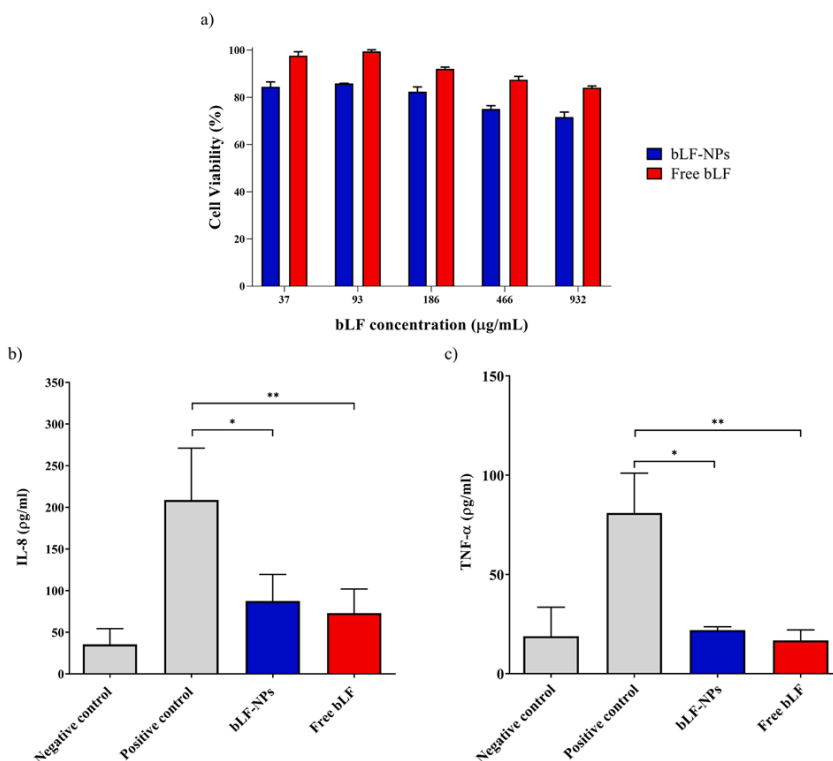 a)
Cell Viability (%)
100
80
60
40
20
0
37 93 186 466 932
bLF concentration (μg/mL)
bLF-NPs
Free bLF
b)
IL-8 (ρg/ml)
350
300
250
200
150
100
50
0
*
**
Negative control
Positive control
bLF-NPs
Free bLF
c)
TNF-α (ρg/ml)
150
100
50
0
*
**
Negative control
Positive control
bLF-NPs
Free bLF